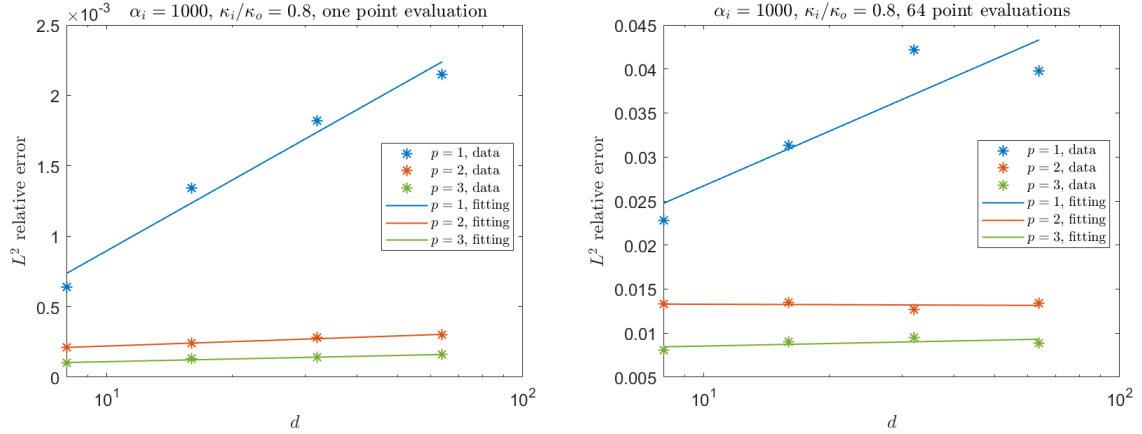 α_i = 1000, κ_i/κ_o = 0.8, one point evaluation
×10^-3
2.5
2
1.5
1
0.5
0
L^2 relative error
p = 1, data
p = 2, data
p = 3, data
p = 1, fitting
p = 2, fitting
p = 3, fitting
10^1
10^2
d
α_i = 1000, κ_i/κ_o = 0.8, 64 point evaluations
0.045
0.04
0.035
0.03
0.025
0.02
0.015
0.01
0.005
L^2 relative error
p = 1, data
p = 2, data
p = 3, data
p = 1, fitting
p = 2, fitting
p = 3, fitting
10^1
10^2
d